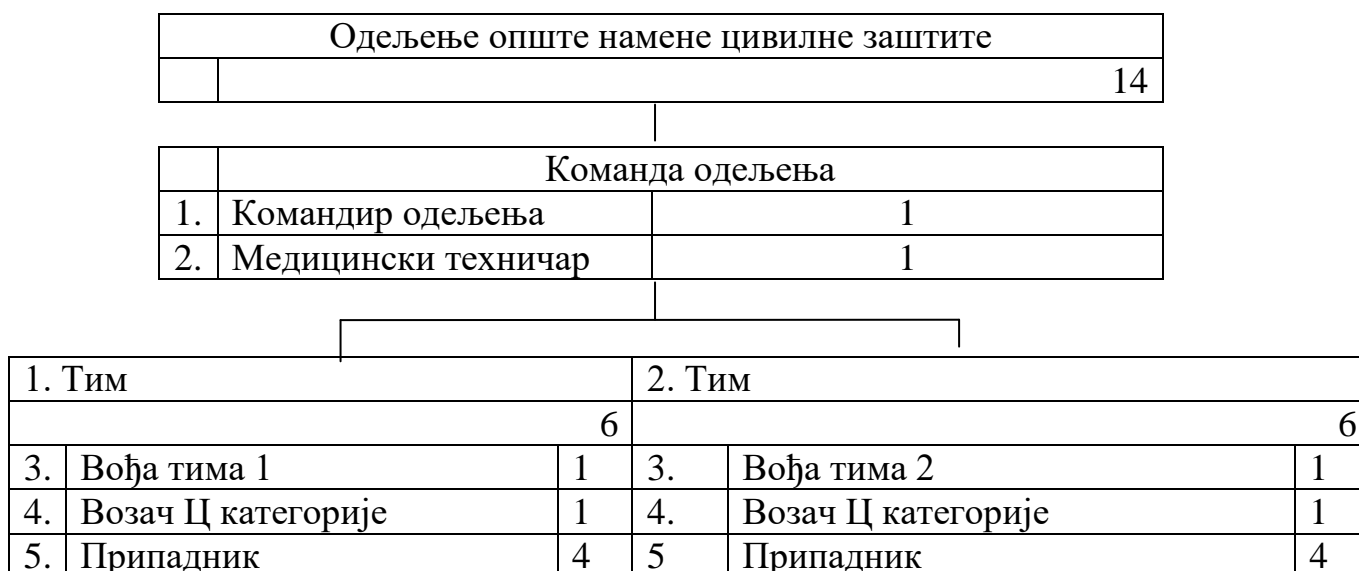 Одељење опште намене цивилне заштите
14
Команда одељења
1. Командир одељења 1
2. Медицински техничар 1
1. Тим 2. Тим
6 6
3. Вођа тима 1 1 3. Вођа тима 2 1
4. Возач Ц категорије 1 4. Возач Ц категорије 1
5. Припадник 4 5 Припадник 4